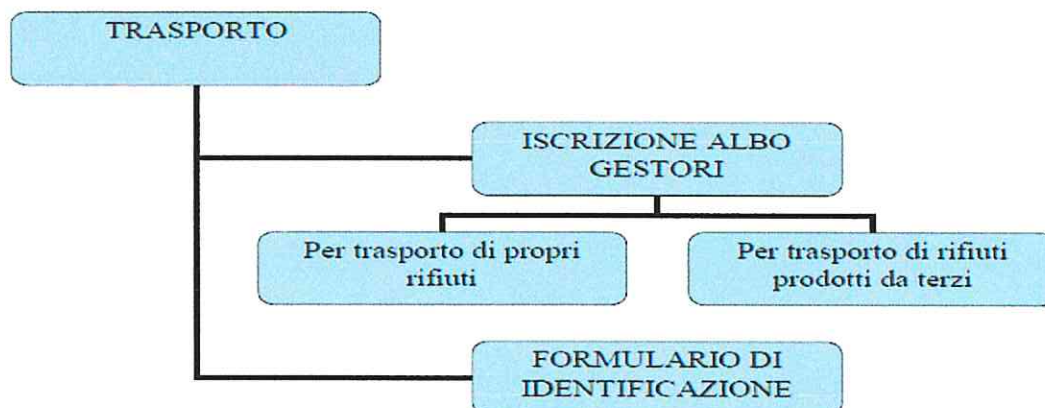 TRASPORTO
ISCRIZIONE ALBO
GESTORI
Per trasporto di propri
rifiuti
Per trasporto di rifiuti
prodotti da terzi
FORMULARIO DI
IDENTIFICAZIONE